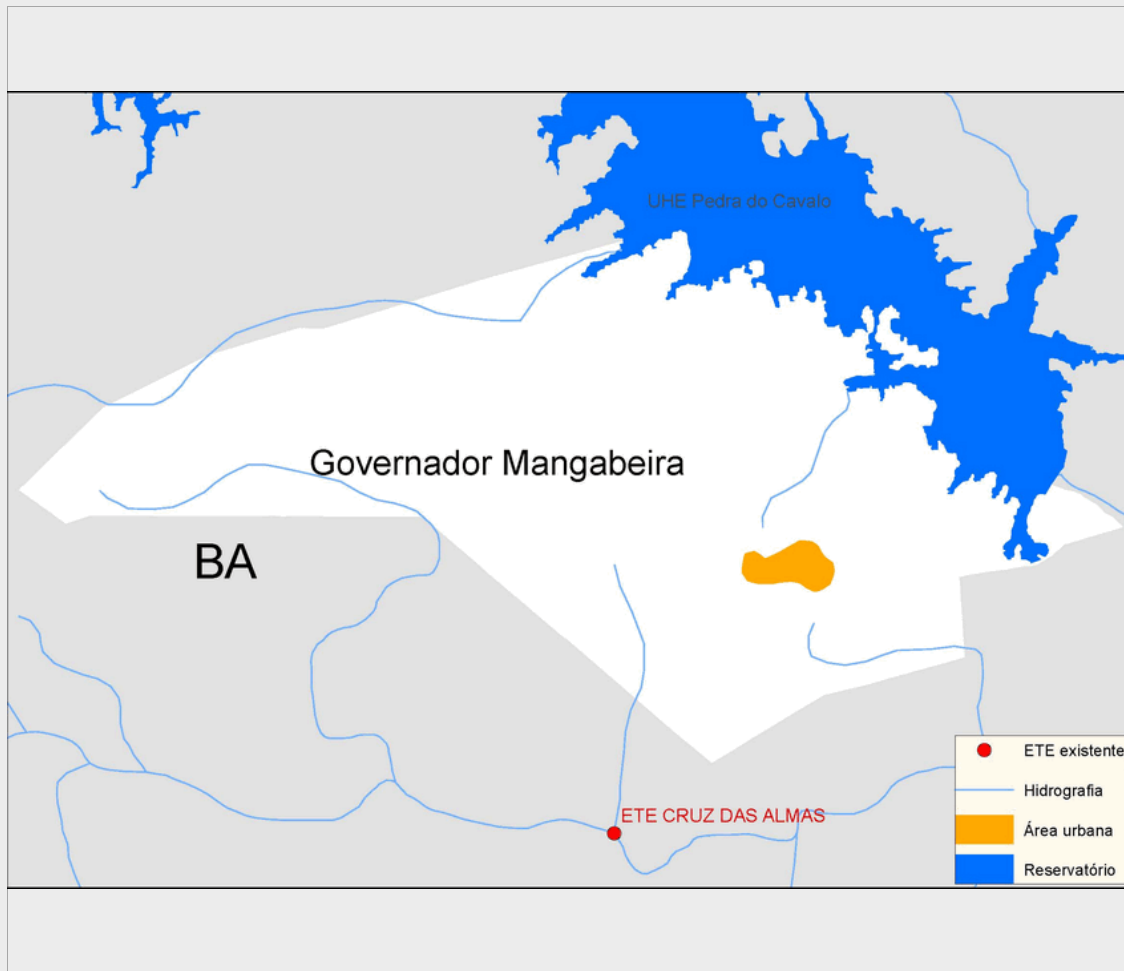 UHE Pedra do Cavalo
Governador Mangabeira
BA
ETE CRUZ DAS ALMAS
ETE existente
Hidrografia
Área urbana
Reservatório